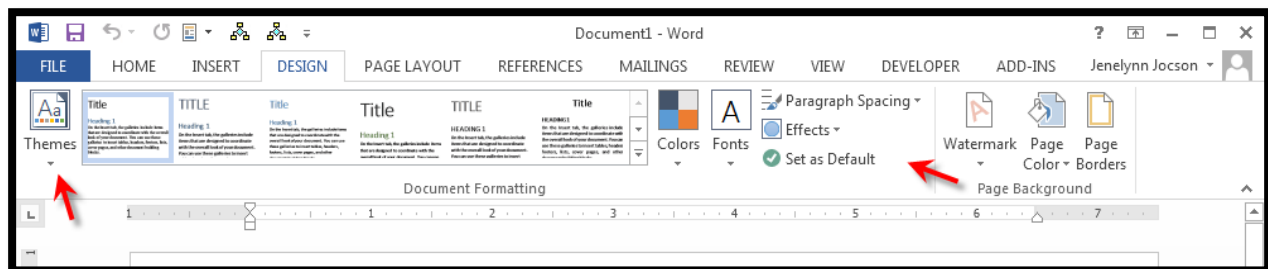 Document1 - Word
FILE HOME INSERT DESIGN PAGE LAYOUT REFERENCES MAILINGS REVIEW VIEW DEVELOPER ADD-INS Jenelynn Jocson
Aa
Themes
Title
Heading 1
TITLE
Heading 1
Title
Heading 1
Title
Heading 1
TITLE
HEADING 1
Title
HEADING1
Colors
A
Fonts
Paragraph Spacing
Effects
Set as Default
Document Formatting
Watermark
Page
Color
Page
Borders
Page Background
1 1 2 3 4 5 6 7
1